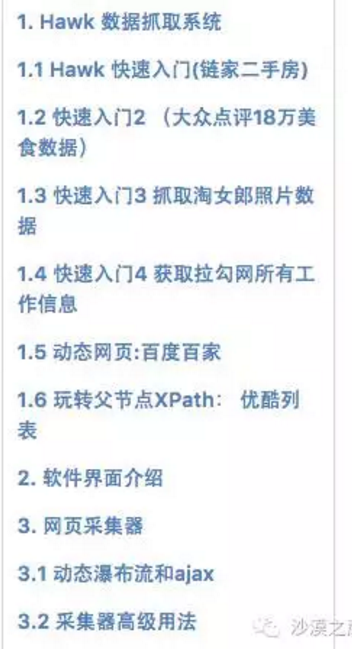 1. Hawk 数据抓取系统
1.1 Hawk 快速入门(链家二手房)
1.2 快速入门2 （大众点评18万美
食数据）
1.3 快速入门3 抓取淘女郎照片数
据
1.4 快速入门4 获取拉勾网所有工
作信息
1.5 动态网页:百度百家
1.6 玩转父节点XPath： 优酷列
表
2. 软件界面介绍
3. 网页采集器
3.1 动态瀑布流和ajax
3.2 采集器高级用法
沙漠之